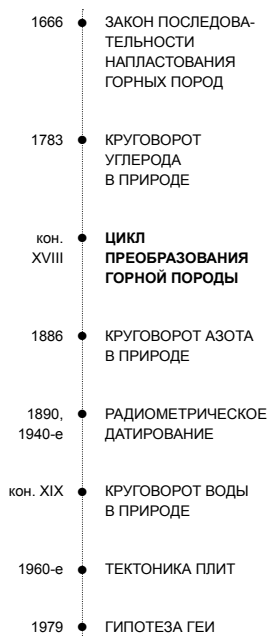 1666 ЗАКОН ПОСЛЕДОВА-
ТЕЛЬНОСТИ
НАПЛАСТОВАНИЯ
ГОРНЫХ ПОРОД
1783 КРУГОВОРОТ
УГЛЕРОДА
В ПРИРОДЕ
кон. ЦИКЛ
XVIII ПРЕОБРАЗОВАНИЯ
ГОРНОЙ ПОРОДЫ
1886 КРУГОВОРОТ АЗОТА
В ПРИРОДЕ
1890, РАДИОМЕТРИЧЕСКОЕ
1940-е ДАТИРОВАНИЕ
кон. XIX КРУГОВОРОТ ВОДЫ
В ПРИРОДЕ
1960-е ТЕКТОНИКА ПЛИТ
1979 ГИПОТЕЗА ГЕИ